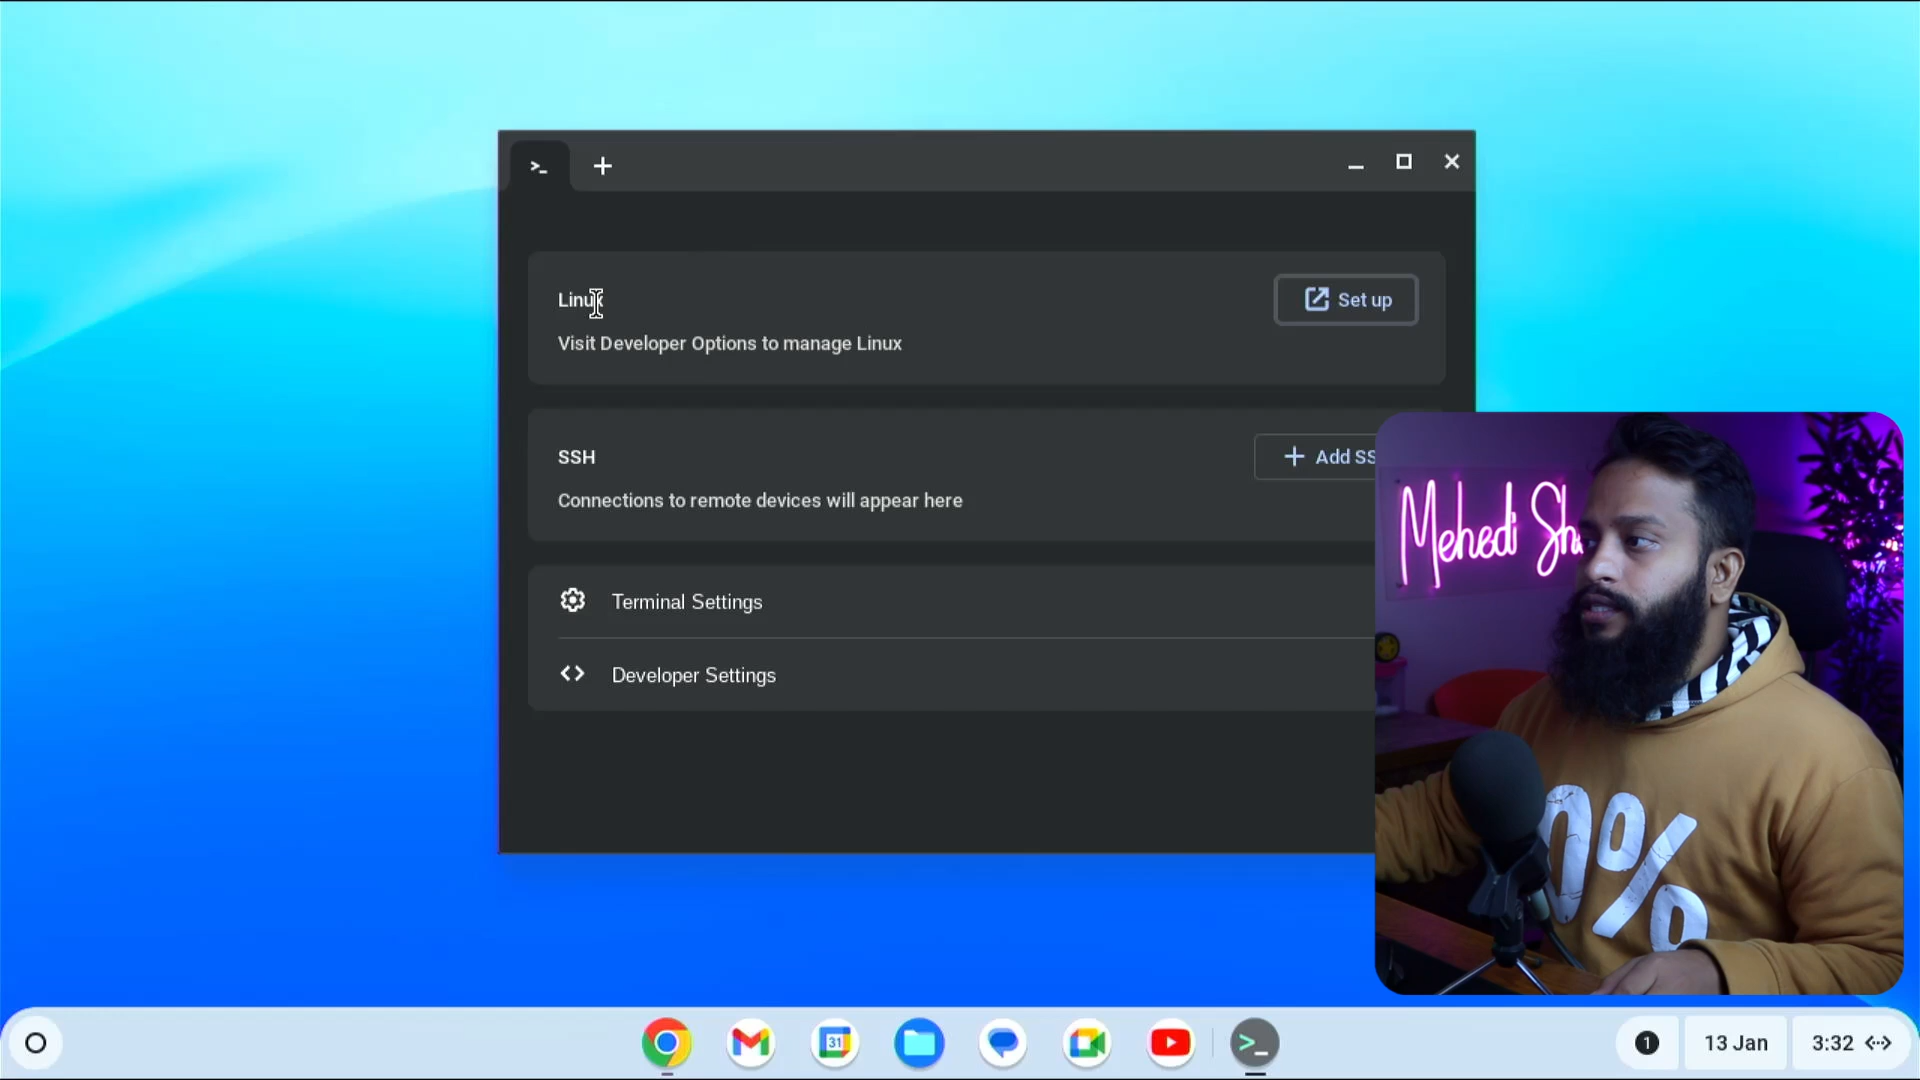 Linux
Set up
Visit Developer Options to manage Linux
SSH
Add SS
Connections to remote devices will appear here
Terminal Settings
Developer Settings
Mehedi Sh
0%
31
1
13 Jan
3:32